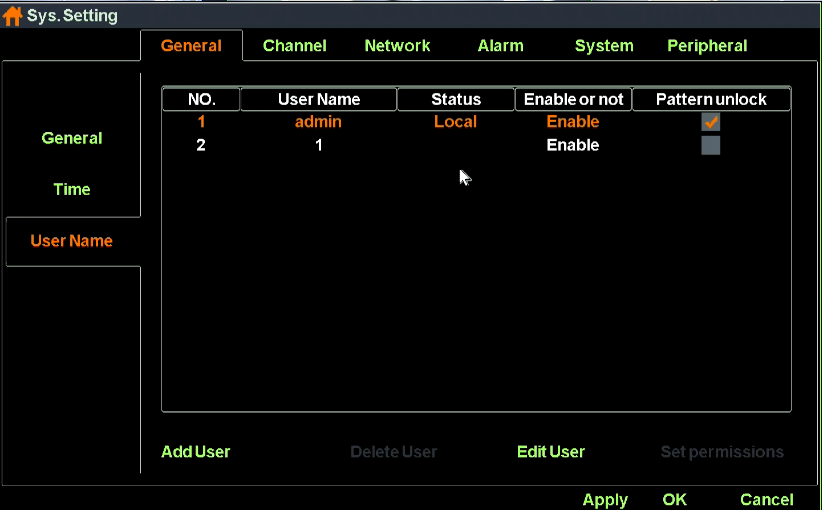 Sys.Setting
General Channel Network Alarm System Peripheral
General
Time
User Name
NO. User Name Status Enable or not Pattern unlock
1 admin Local Enable
2 1 Enable
Add User Delete User Edit User Set permissions
Apply OK Cancel